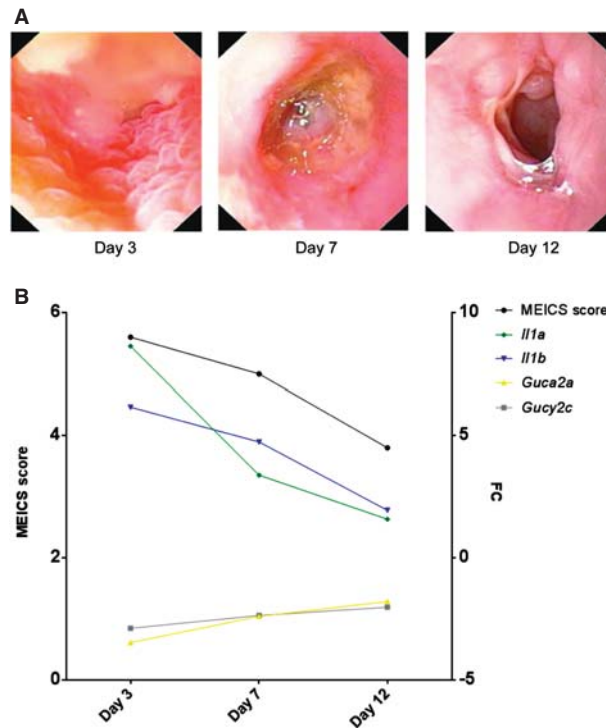 A
Day 3
Day 7
Day 12
B
6
4
2
0
MEICS score
10
5
0
-5
FC
Day 3
Day 7
Day 12
MEICS score
Il1a
Il1b
Guca2a
Gucy2c